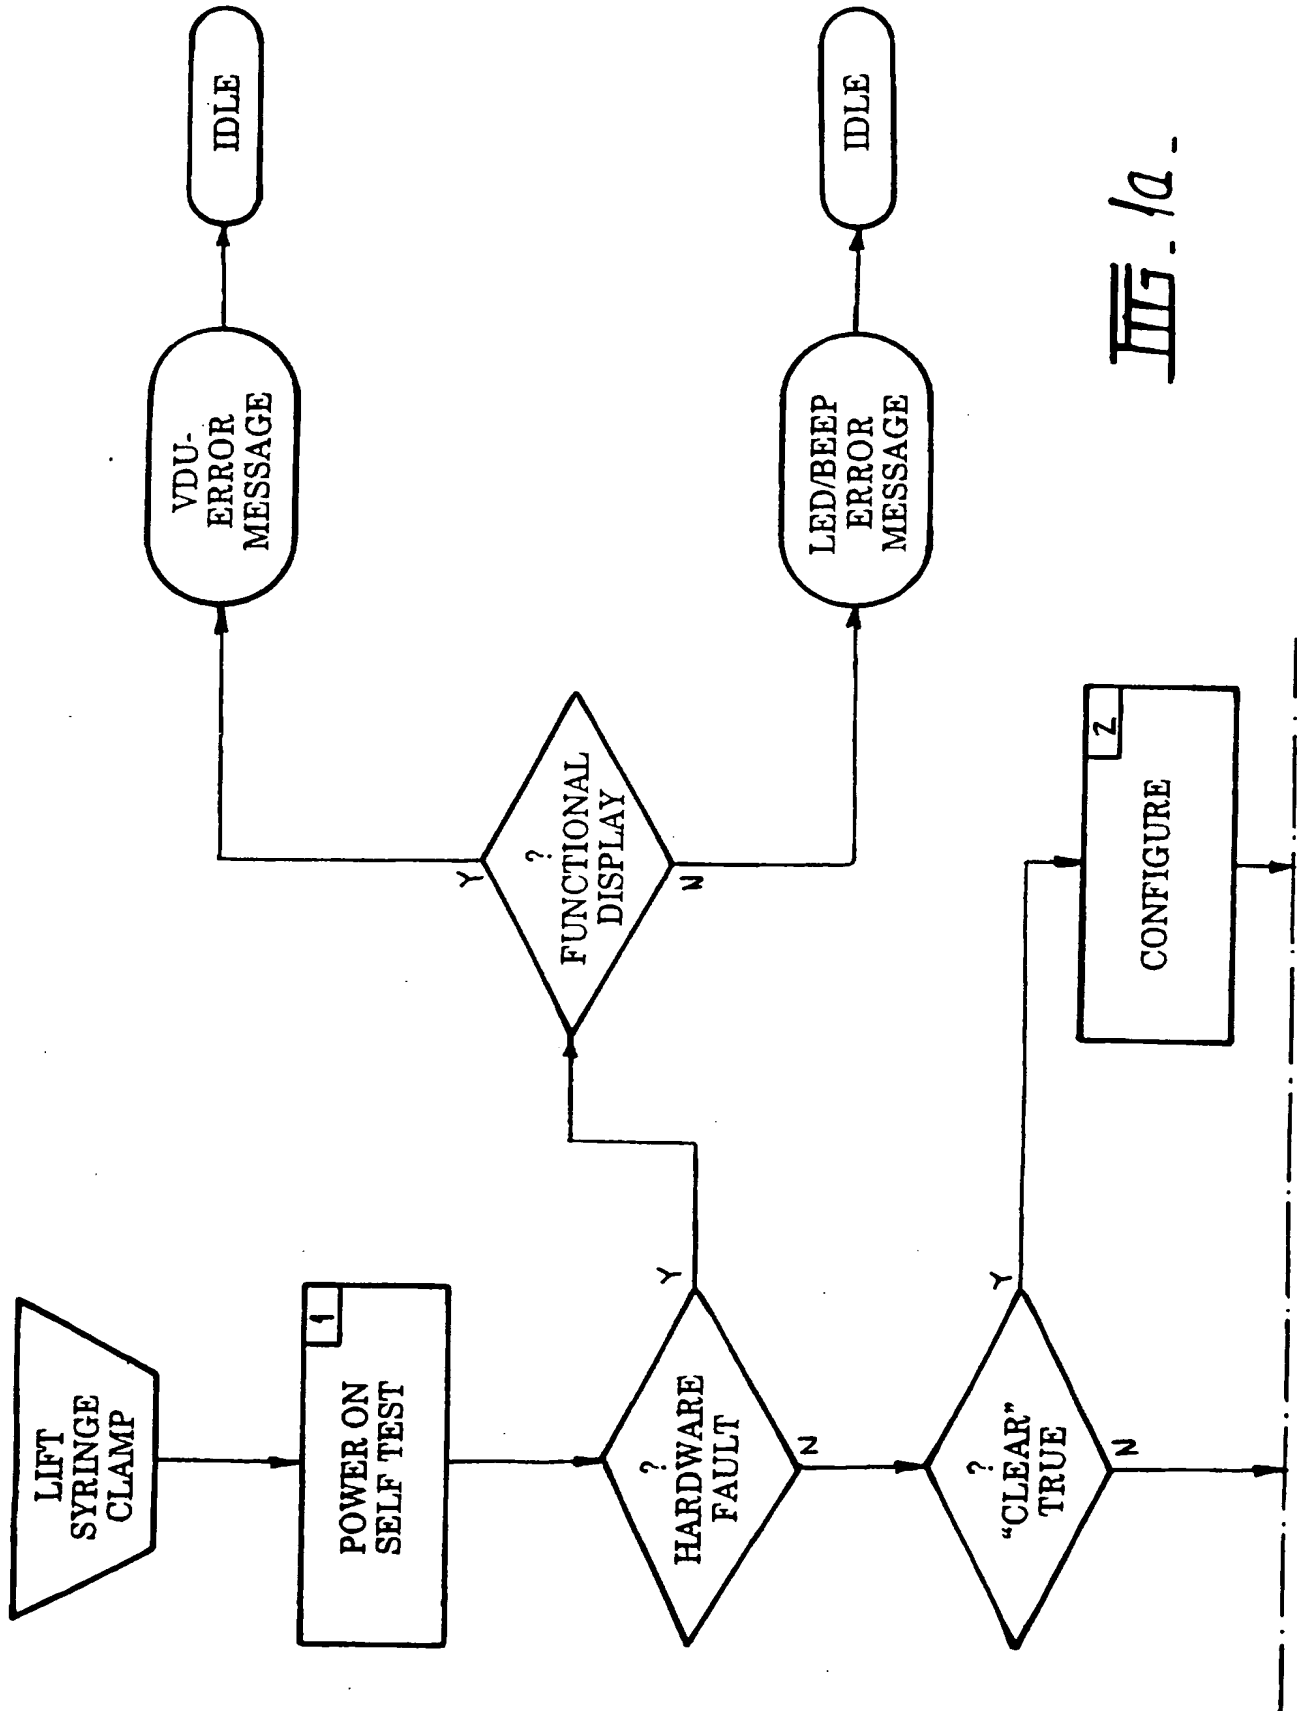 LIFT
SYRINGE
CLAMP
1
POWER ON
SELF TEST
?
HARDWARE
FAULT
Y
N
?
FUNCTIONAL
DISPLAY
Y
N
VDU-
ERROR
MESSAGE
IDLE
LED/BEEP
ERROR
MESSAGE
IDLE
?
“CLEAR”
TRUE
Y
N
2
CONFIGURE
FIG. 1a.